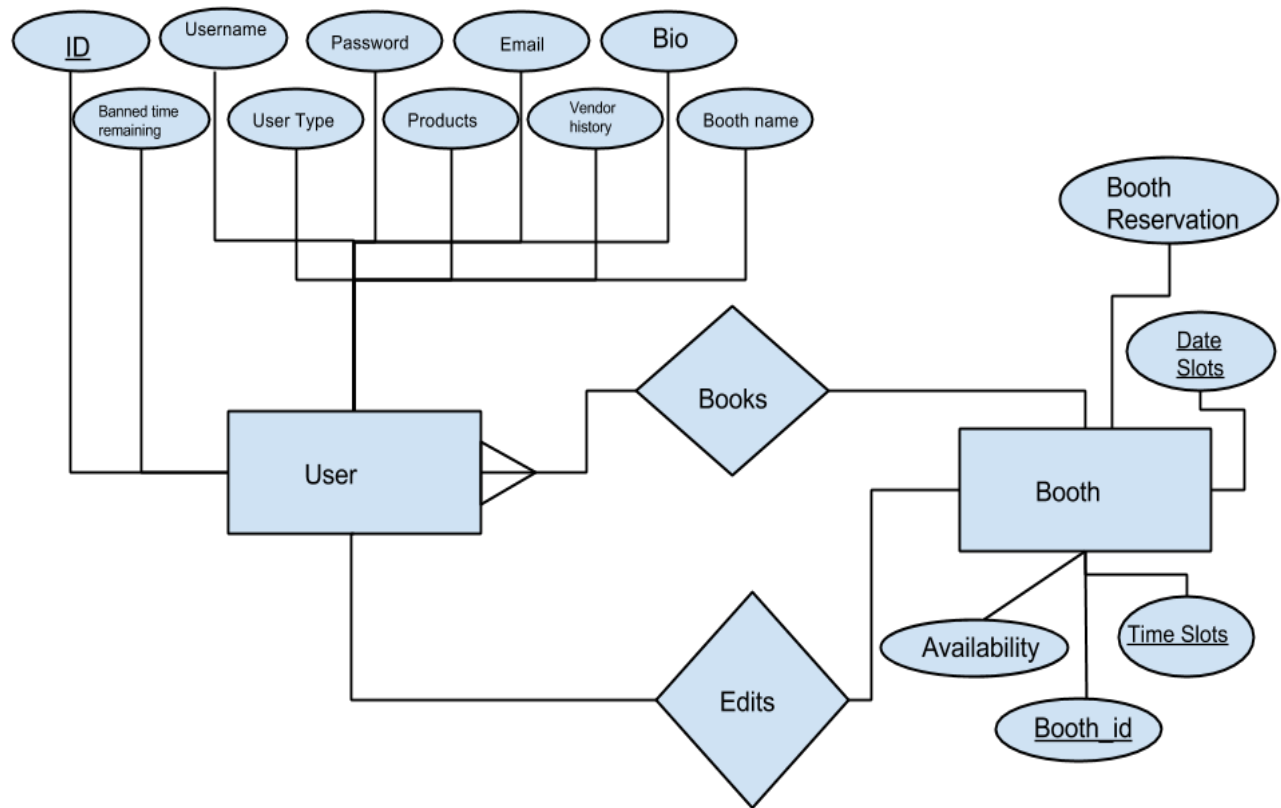 ID
Username
Password
Email
Bio
Banned time
remaining
User Type
Products
Vendor
history
Booth name
Booth
Reservation
Date
Slots
Books
User
Booth
Availability
Time Slots
Edits
Booth_id